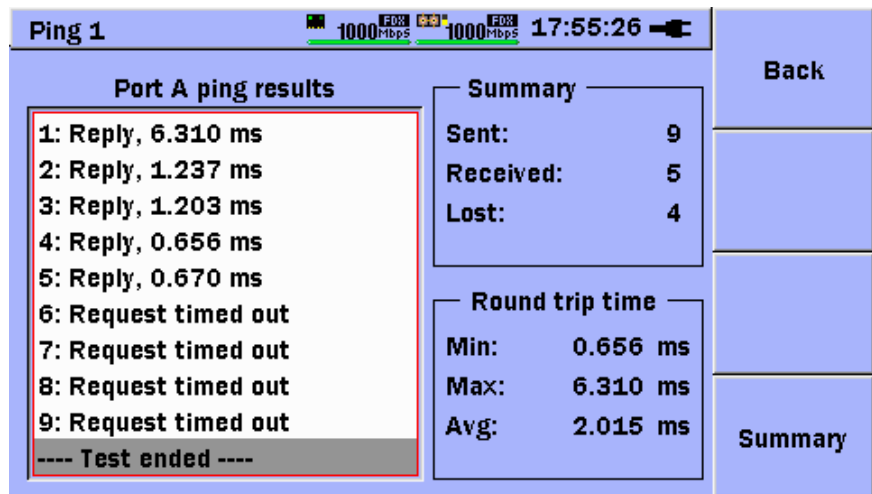 Ping 1
1000 FDX Mbps
1000 FDX Mbps
17:55:26
Port A ping results
1: Reply, 6.310 ms
2: Reply, 1.237 ms
3: Reply, 1.203 ms
4: Reply, 0.656 ms
5: Reply, 0.670 ms
6: Request timed out
7: Request timed out
8: Request timed out
9: Request timed out
---- Test ended ----
Summary
Sent: 9
Received: 5
Lost: 4
Round trip time
Min: 0.656 ms
Max: 6.310 ms
Avg: 2.015 ms
Back
Summary